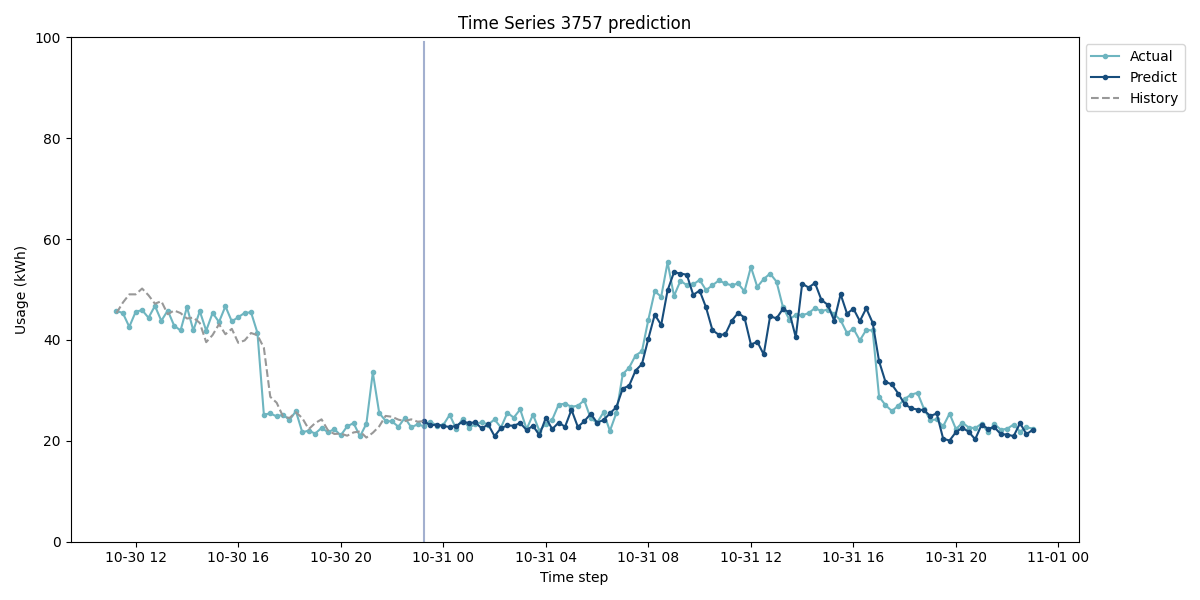 Time Series 3757 prediction
100
80
60
40
20
0
Usage (kWh)
10-30 12
10-30 16
10-30 20
10-31 00
10-31 04
10-31 08
10-31 12
10-31 16
10-31 20
11-01 00
Time step
Actual
Predict
History